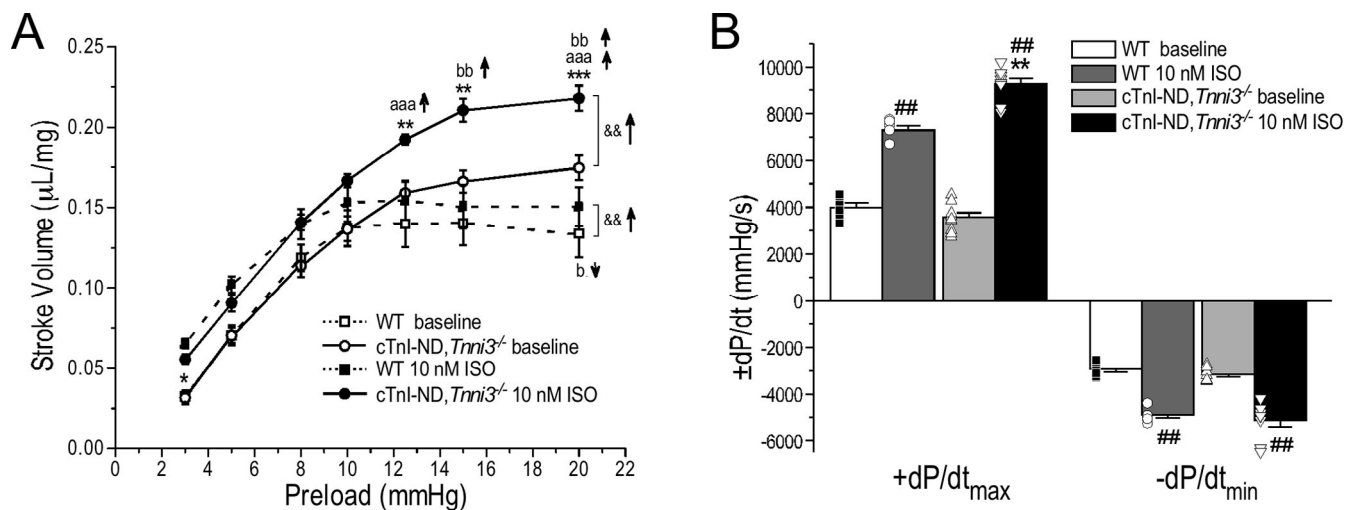 A
Stroke Volume (µL/mg)
0.25
0.20
0.15
0.10
0.05
0.00
aaa
**
bb
**
bb
aaa
***
&&
&&
b
*
WT baseline
cTnI-ND,Tnni3-/- baseline
WT 10 nM ISO
cTnI-ND,Tnni3-/- 10 nM ISO
0 2 4 6 8 10 12 14 16 18 20 22
Preload (mmHg)
B
±dP/dt (mmHg/s)
10000
8000
6000
4000
2000
0
-2000
-4000
-6000
##
##
**
WT baseline
WT 10 nM ISO
cTnI-ND,Tnni3-/- baseline
cTnI-ND,Tnni3-/- 10 nM ISO
##
##
+dP/dtmax
-dP/dtmin